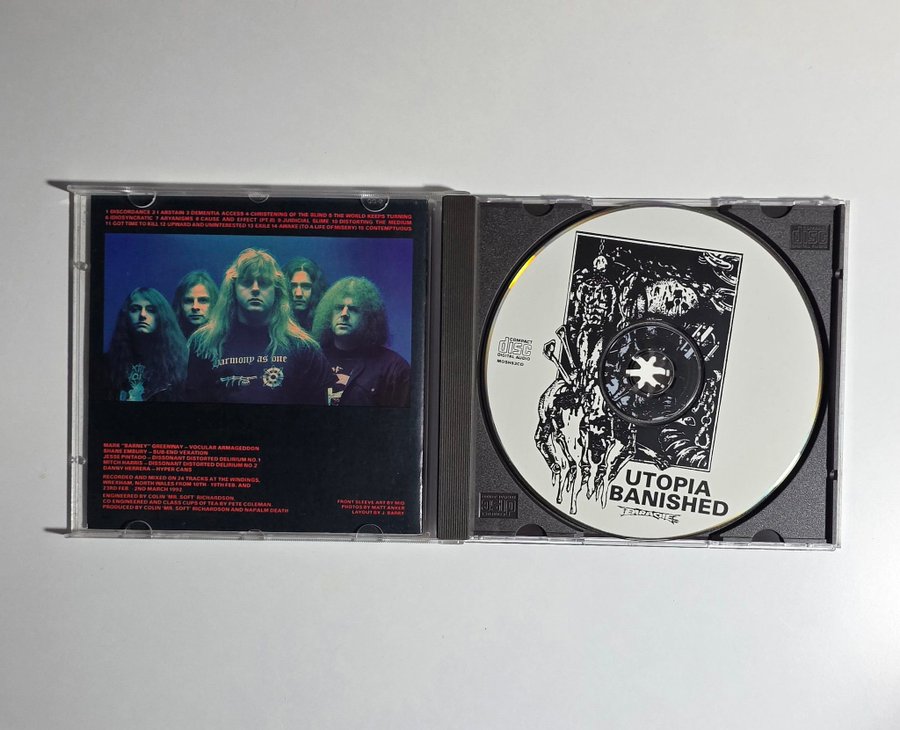 1 DISCORDANCE 2 I ABSTAIN 3 DEMENTIA ACCESS 4 CHRISTENING OF THE BLIND 5 THE WORLD KEEPS TURNING
6 IDIOSYNCRATIC 7 ARYANISMS 8 CAUSE AND EFFECT (PT II) 9 JUDICIAL SLIME 10 DISTORTING THE MEDIUM
11 GOT TIME TO KILL 12 UPWARD AND UNINTERESTED 13 EXILE 14 AWAKE (TO A LIFE OF MISERY) 15 CONTEMPTUOUS
harmony as one
MARK "BARNEY" GREENWAY – VOCULAR ARMAGEDDON
SHANE EMBURY – SUB-END VEXATION
JESSE PINTADO – DISSONANT DISTORTED DELIRIUM NO. 1
MITCH HARRIS – DISSONANT DISTORTED DELIRIUM NO. 2
DANNY HERRERA – HYPER CANS
RECORDED AND MIXED ON 24 TRACKS AT THE WINDINGS,
WREXHAM, NORTH WALES FROM 10TH - 19TH FEB. AND
23RD FEB. - 2ND MARCH 1992
ENGINEERED BY COLIN 'MR. SOFT' RICHARDSON
CO ENGINEERED AND CLASS CUPS OF TEA BY PETE COLEMAN
PRODUCED BY COLIN 'MR. SOFT' RICHARDSON AND NAPALM DEATH
FRONT SLEEVE ART BY MID
PHOTOS BY MATT ANKER
LAYOUT BY J. BARRY
COMPACT
disc
DIGITAL AUDIO
MOSH53CD
UTOPIA
BANISHED
EARACHE